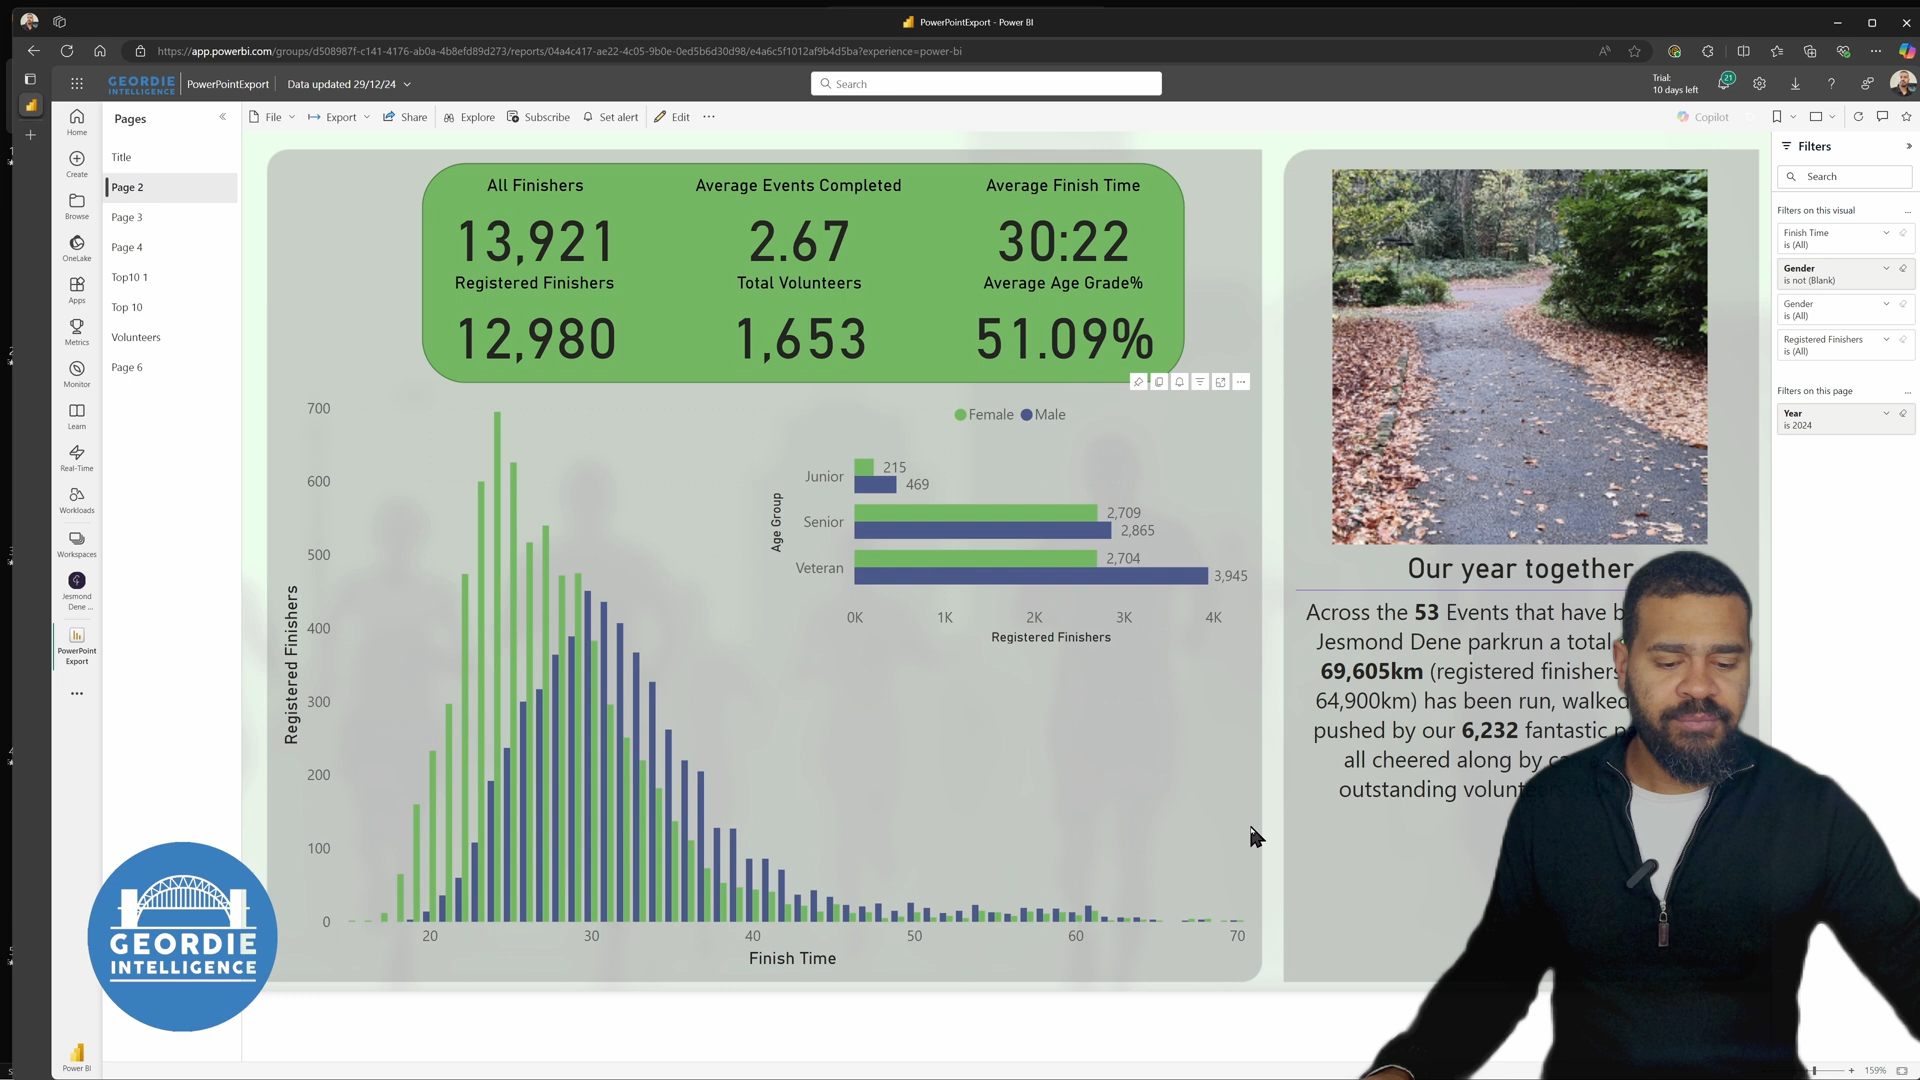 PowerPointExport - Power BI
https://app.powerbi.com/groups/d508987f-c141-4176-ab0a-4b8efd89d273/reports/04a4c417-ae22-4c05-9b0e-0ed5b6d30d98/e4a6c5f1012af9b4d5ba?experience=power-bi
GEORDIE
INTELLIGENCE
PowerPointExport
Data updated 29/12/24
Search
Trial:
10 days left
21
Home
Create
Browse
OneLake
Apps
Metrics
Monitor
Learn
Real-Time
Workloads
Workspaces
Jesmond
Dene ...
PowerPoint
Export
Power BI
Pages
Title
Page 2
Page 3
Page 4
Top10 1
Top 10
Volunteers
Page 6
File
Export
Share
Explore
Subscribe
Set alert
Edit
Copilot
All Finishers
Average Events Completed
Average Finish Time
13,921
2.67
30:22
Registered Finishers
Total Volunteers
Average Age Grade%
12,980
1,653
51.09%
700
600
500
400
300
200
100
0
Registered Finishers
20
30
40
50
60
70
Finish Time
Female
Male
Age Group
Junior
215
469
Senior
2,709
2,865
Veteran
2,704
3,945
0K
1K
2K
3K
4K
Registered Finishers
Our year together
Across the 53 Events that have
Jesmond Dene parkrun a total
69,605km (registered finishers
64,900km) has been run, walked
pushed by our 6,232 fantastic
all cheered along by
outstanding
Filters
Search
Filters on this visual
Finish Time
is (All)
Gender
is not (Blank)
Gender
is (All)
Registered Finishers
is (All)
Filters on this page
Year
is 2024
GEORDIE
INTELLIGENCE
159%